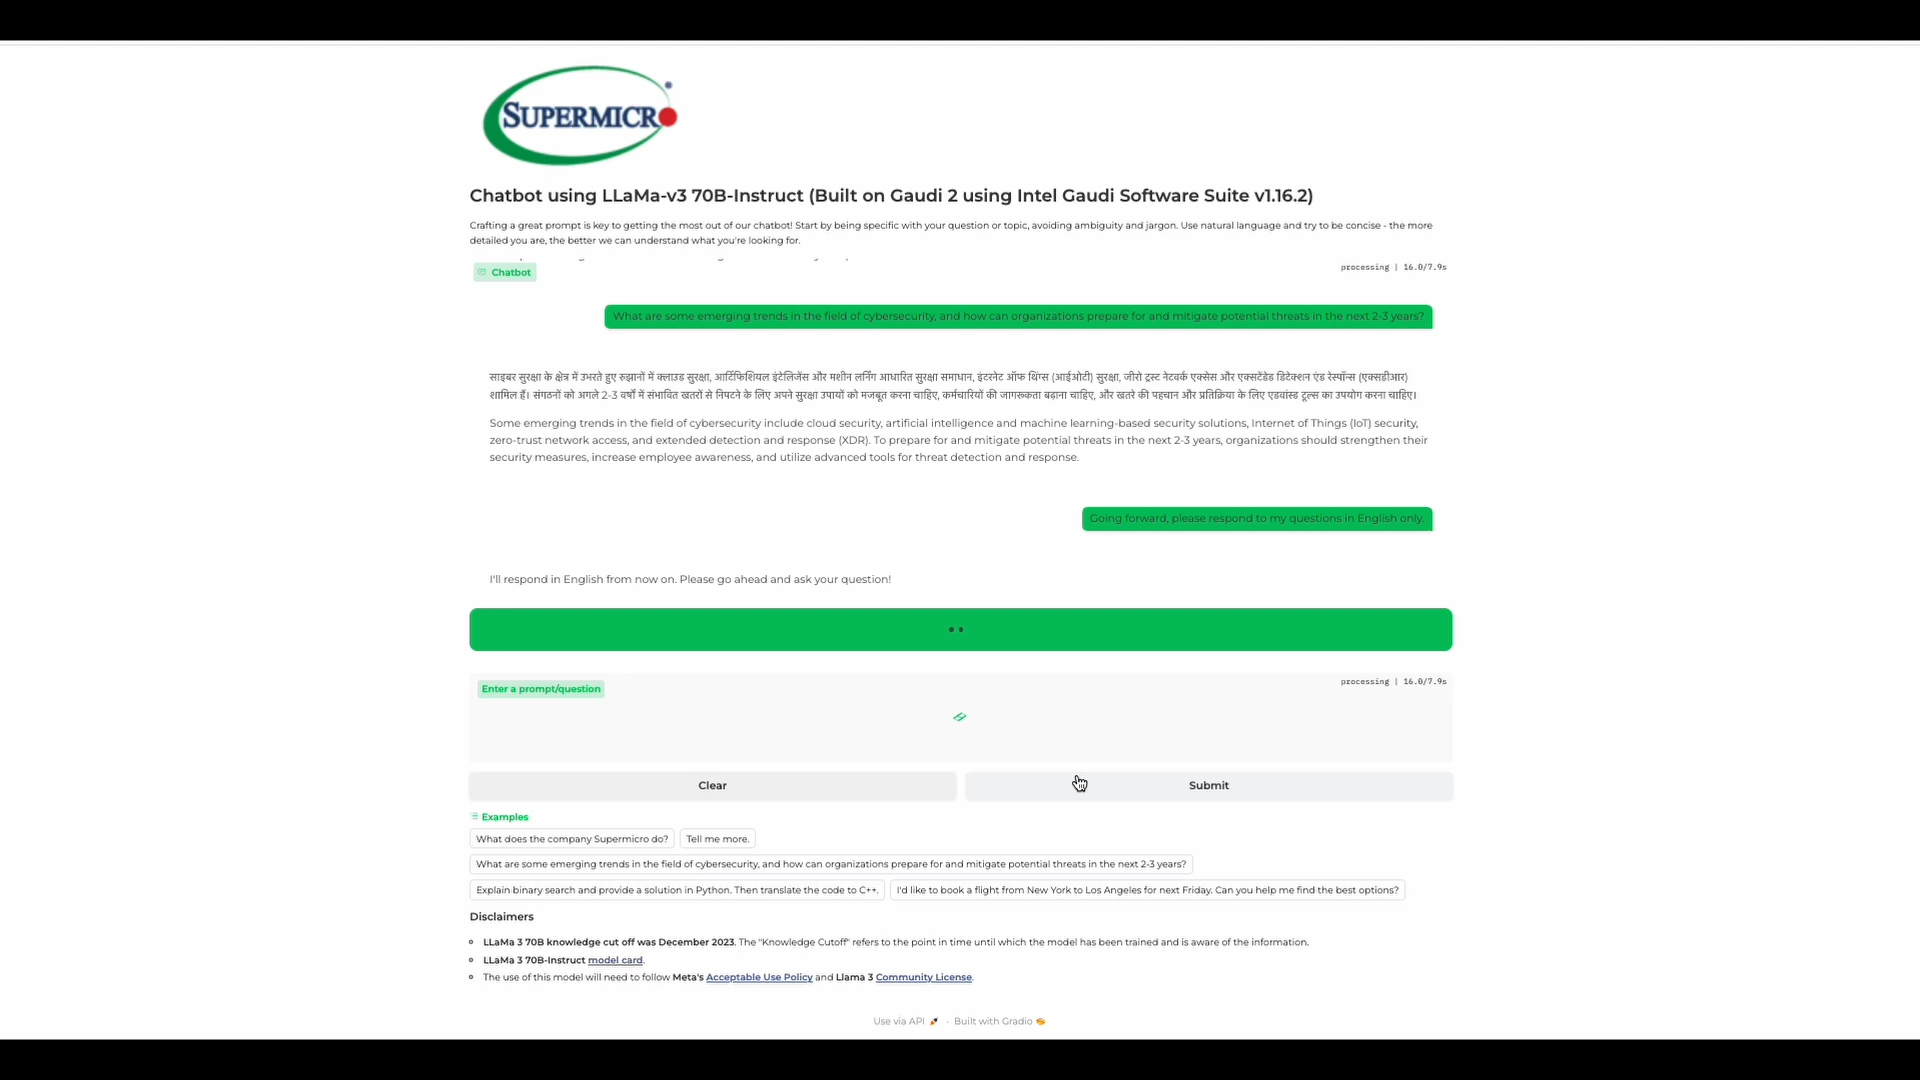 SUPERMICR
Chatbot using LLaMa-v3 70B-Instruct (Built on Gaudi 2 using Intel Gaudi Software Suite v1.16.2)
Crafting a great prompt is key to getting the most out of our chatbot! Start by being specific with your question or topic, avoiding ambiguity and jargon. Use natural language and try to be concise - the more
detailed you are, the better we can understand what you're looking for.
Chatbot
processing | 16.0/7.9s
What are some emerging trends in the field of cybersecurity, and how can organizations prepare for and mitigate potential threats in the next 2-3 years?
साइबर सुरक्षा के क्षेत्र में उभरते हुए रुझानों में क्लाउड सुरक्षा, आर्टिफिशियल इंटेलिजेंस और मशीन लर्निंग आधारित सुरक्षा समाधान, इंटरनेट ऑफ थिंग्स (आईओटी) सुरक्षा, जीरो ट्रस्ट नेटवर्क एक्सेस और एक्सटेंडेड डिटेक्शन एंड रेस्पॉन्स (एक्सडीआर)
शामिल हैं। संगठनों को अगले 2-3 वर्षों में संभावित खतरों से निपटने के लिए अपने सुरक्षा उपायों को मजबूत करना चाहिए, कर्मचारियों की जागरूकता बढ़ाना चाहिए, और खतरे की पहचान और प्रतिक्रिया के लिए एडवांस्ड टूल्स का उपयोग करना चाहिए।
Some emerging trends in the field of cybersecurity include cloud security, artificial intelligence and machine learning-based security solutions, Internet of Things (IoT) security,
zero-trust network access, and extended detection and response (XDR). To prepare for and mitigate potential threats in the next 2-3 years, organizations should strengthen their
security measures, increase employee awareness, and utilize advanced tools for threat detection and response.
Going forward, please respond to my questions in English only.
I'll respond in English from now on. Please go ahead and ask your question!
Enter a prompt/question
processing | 16.0/7.9s
Clear
Submit
Examples
What does the company Supermicro do?
Tell me more.
What are some emerging trends in the field of cybersecurity, and how can organizations prepare for and mitigate potential threats in the next 2-3 years?
Explain binary search and provide a solution in Python. Then translate the code to C++.
I'd like to book a flight from New York to Los Angeles for next Friday. Can you help me find the best options?
Disclaimers
LLaMa 3 70B knowledge cut off was December 2023. The "Knowledge Cutoff" refers to the point in time until which the model has been trained and is aware of the information.
LLaMa 3 70B-Instruct model card.
The use of this model will need to follow Meta's Acceptable Use Policy and Llama 3 Community License.
Use via API · Built with Gradio